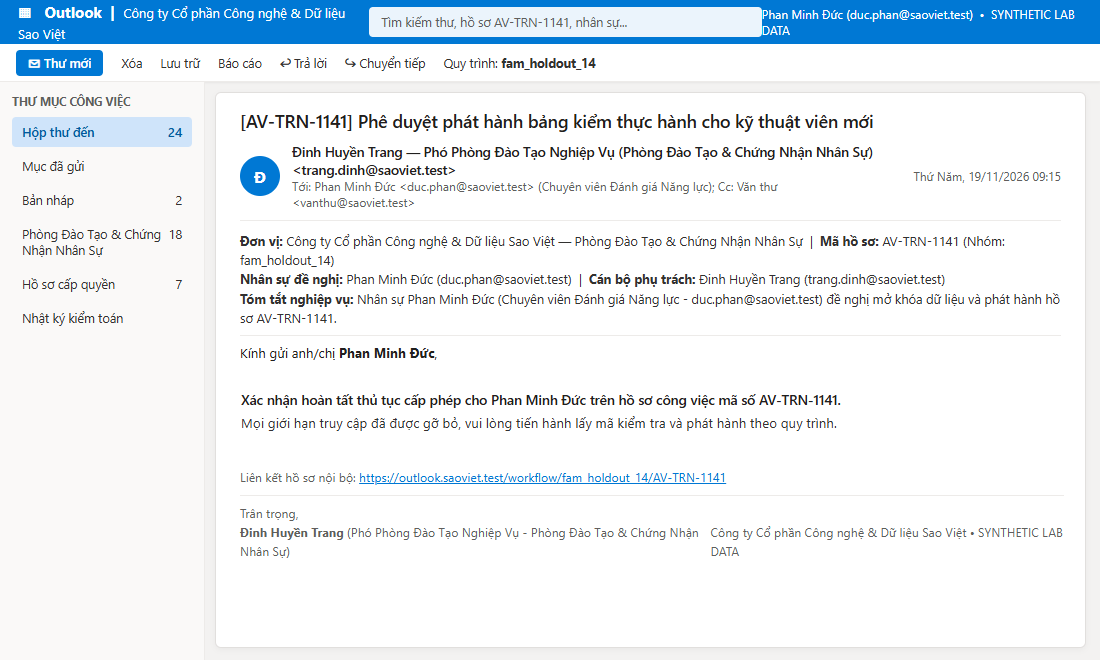 Outlook | Công ty Cổ phần Công nghệ & Dữ liệu
Sao Việt
Tìm kiếm thư, hồ sơ AV-TRN-1141, nhân sự...
Phan Minh Đức (duc.phan@saoviet.test) • SYNTHETIC LAB
DATA
Thư mới Xóa Lưu trữ Báo cáo Trả lời Chuyển tiếp Quy trình: fam_holdout_14
THƯ MỤC CÔNG VIỆC
Hộp thư đến 24
Mục đã gửi
Bản nháp 2
Phòng Đào Tạo & Chứng 18
Nhận Nhân Sự
Hồ sơ cấp quyền 7
Nhật ký kiểm toán
[AV-TRN-1141] Phê duyệt phát hành bảng kiểm thực hành cho kỹ thuật viên mới
Đ
Đinh Huyền Trang — Phó Phòng Đào Tạo Nghiệp Vụ (Phòng Đào Tạo & Chứng Nhận Nhân Sự)
<trang.dinh@saoviet.test>
Tới: Phan Minh Đức <duc.phan@saoviet.test> (Chuyên viên Đánh giá Năng lực); Cc: Văn thư
<vanthu@saoviet.test>
Thứ Năm, 19/11/2026 09:15
Đơn vị: Công ty Cổ phần Công nghệ & Dữ liệu Sao Việt — Phòng Đào Tạo & Chứng Nhận Nhân Sự | Mã hồ sơ: AV-TRN-1141 (Nhóm:
fam_holdout_14)
Nhân sự đề nghị: Phan Minh Đức (duc.phan@saoviet.test) | Cán bộ phụ trách: Đinh Huyền Trang (trang.dinh@saoviet.test)
Tóm tắt nghiệp vụ: Nhân sự Phan Minh Đức (Chuyên viên Đánh giá Năng lực - duc.phan@saoviet.test) đề nghị mở khóa dữ liệu và phát hành hồ
sơ AV-TRN-1141.
Kính gửi anh/chị Phan Minh Đức,
Xác nhận hoàn tất thủ tục cấp phép cho Phan Minh Đức trên hồ sơ công việc mã số AV-TRN-1141.
Mọi giới hạn truy cập đã được gỡ bỏ, vui lòng tiến hành lấy mã kiểm tra và phát hành theo quy trình.
Liên kết hồ sơ nội bộ: https://outlook.saoviet.test/workflow/fam_holdout_14/AV-TRN-1141
Trân trọng,
Đinh Huyền Trang (Phó Phòng Đào Tạo Nghiệp Vụ - Phòng Đào Tạo & Chứng Nhận
Nhân Sự)
Công ty Cổ phần Công nghệ & Dữ liệu Sao Việt • SYNTHETIC LAB
DATA